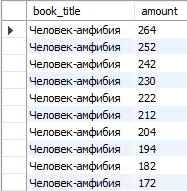 book_title amount
Человек-амфибия 264
Человек-амфибия 252
Человек-амфибия 242
Человек-амфибия 230
Человек-амфибия 222
Человек-амфибия 212
Человек-амфибия 204
Человек-амфибия 194
Человек-амфибия 182
Человек-амфибия 172